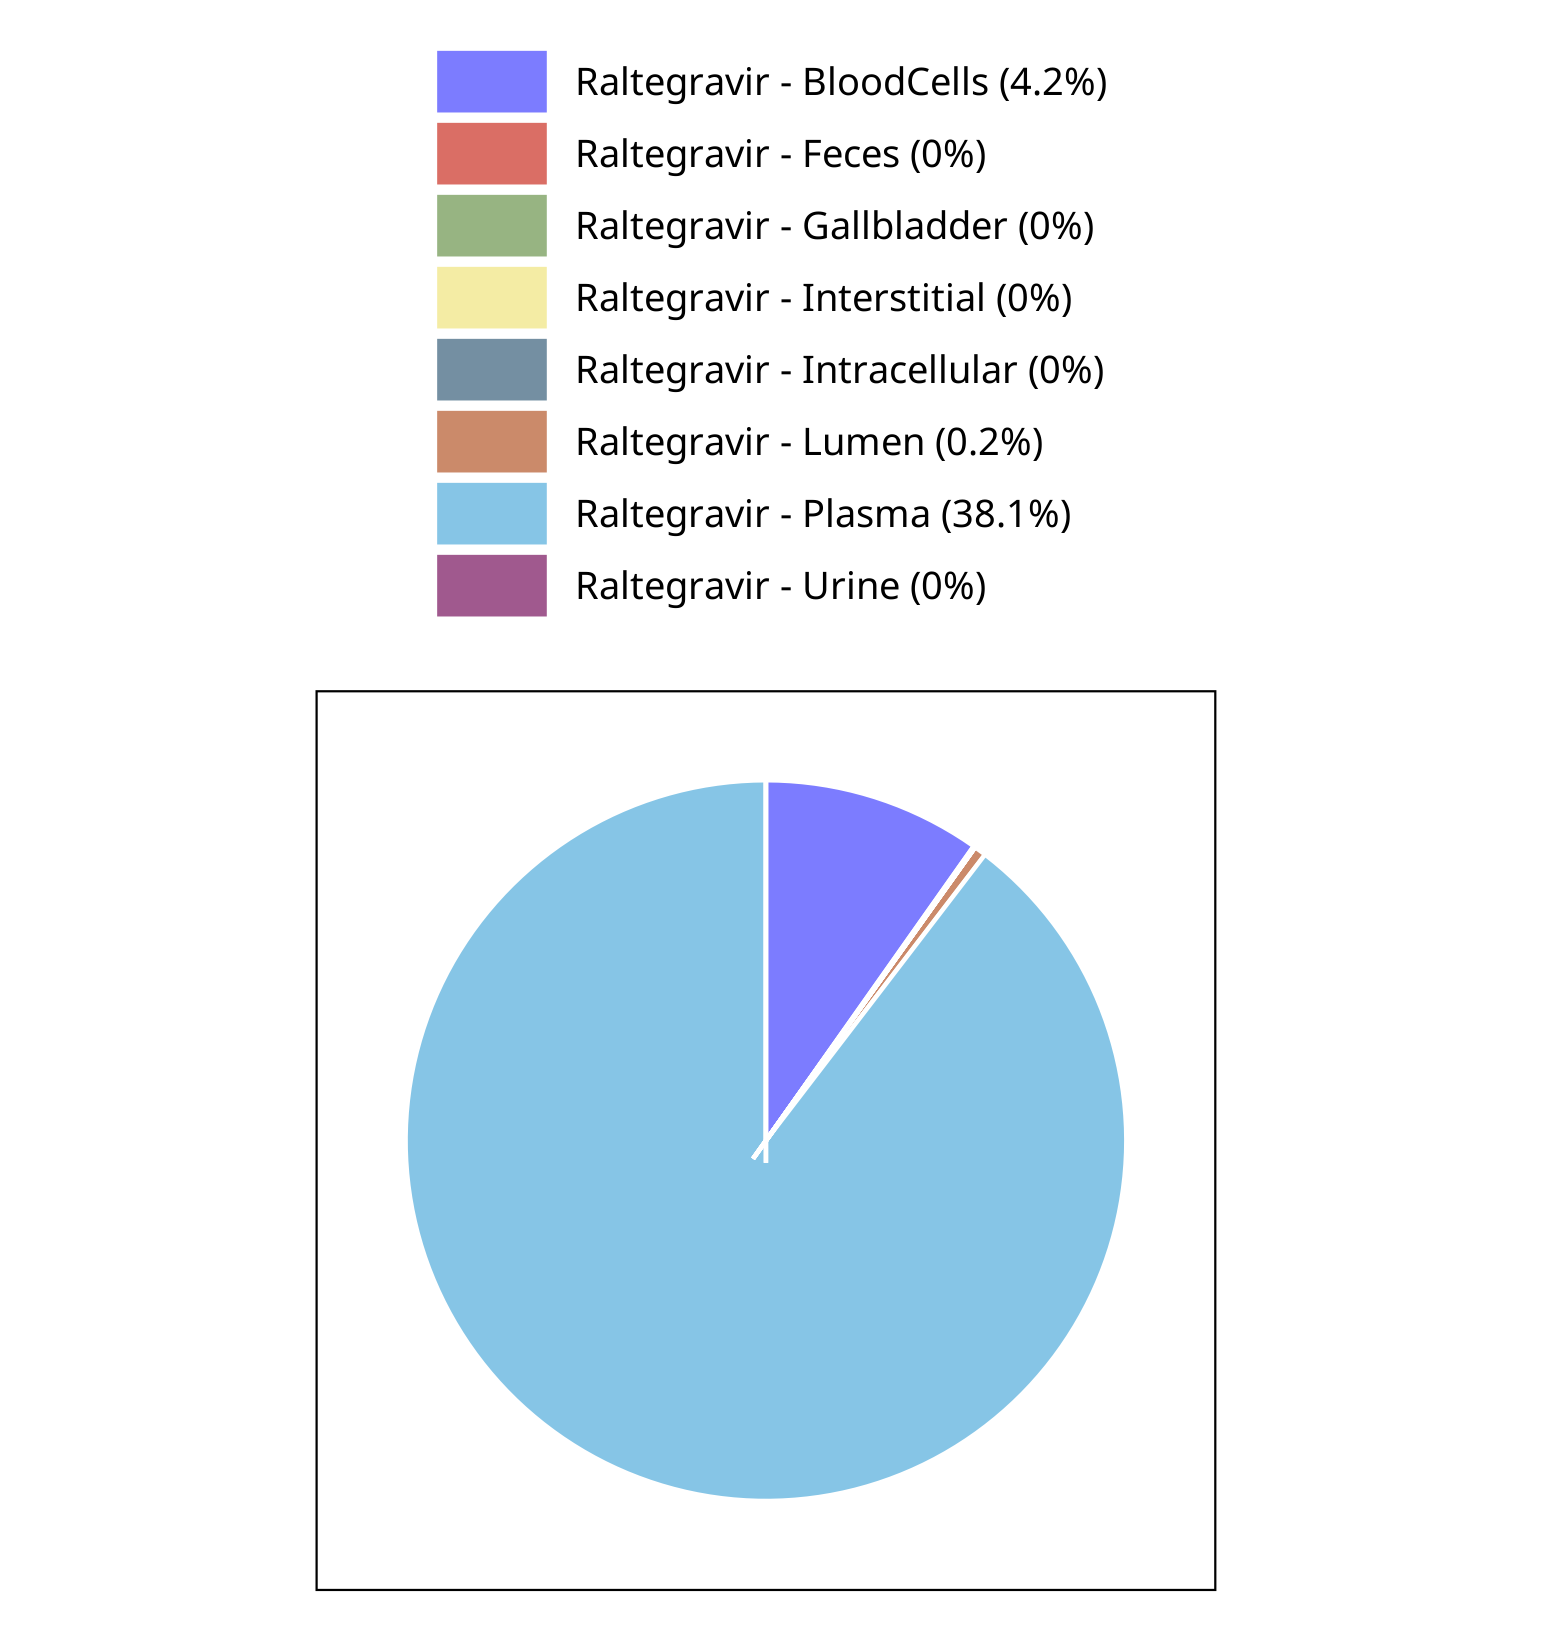 Raltegravir - BloodCells (4.2%)
Raltegravir - Feces (0%)
Raltegravir - Gallbladder (0%)
Raltegravir - Interstitial (0%)
Raltegravir - Intracellular (0%)
Raltegravir - Lumen (0.2%)
Raltegravir - Plasma (38.1%)
Raltegravir - Urine (0%)